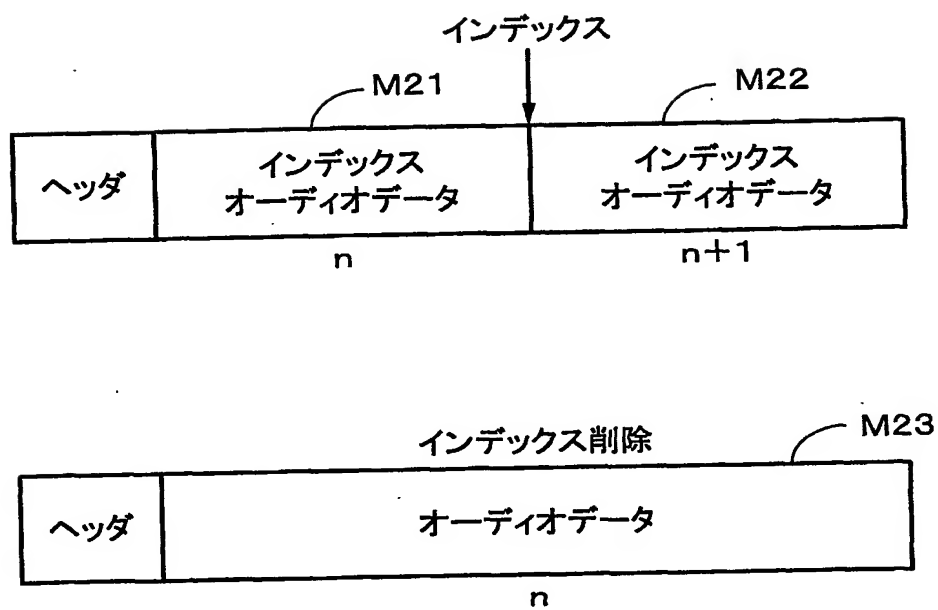 インデックス
M21
M22
ヘッダ
インデックス
オーディオデータ
インデックス
オーディオデータ
n
n+1
インデックス削除
M23
ヘッダ
オーディオデータ
n